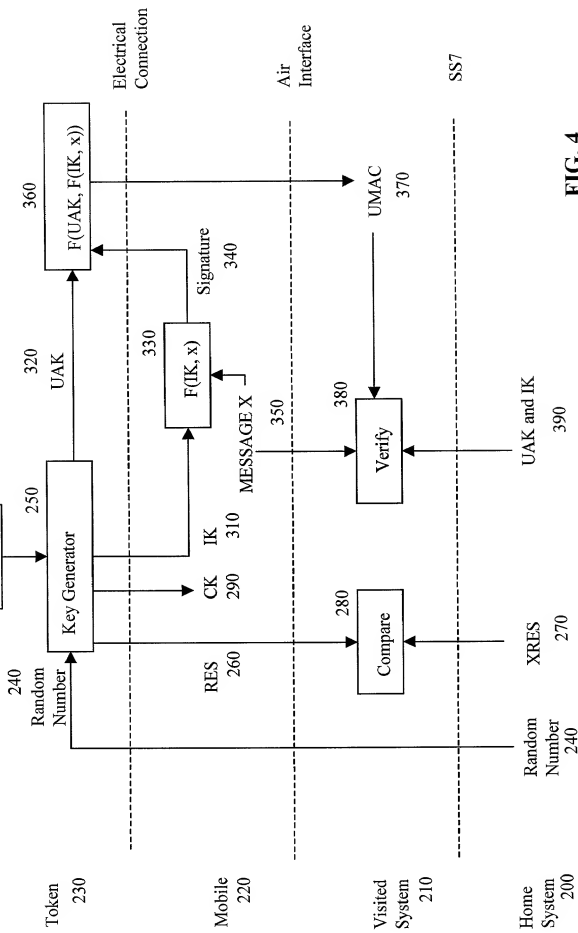 Token
230
240
Random
Number
Key Generator
250
320
UAK
360
F(UAK, F(IK, x))
Electrical
Connection
Mobile
220
RES
260
CK
290
IK
310
330
F(IK, x)
Signature
340
MESSAGE X
350
Air
Interface
Visited
System 210
280
Compare
380
Verify
UMAC
370
SS7
Home
System 200
Random
Number
240
XRES
270
UAK and IK
390
FIG. 4